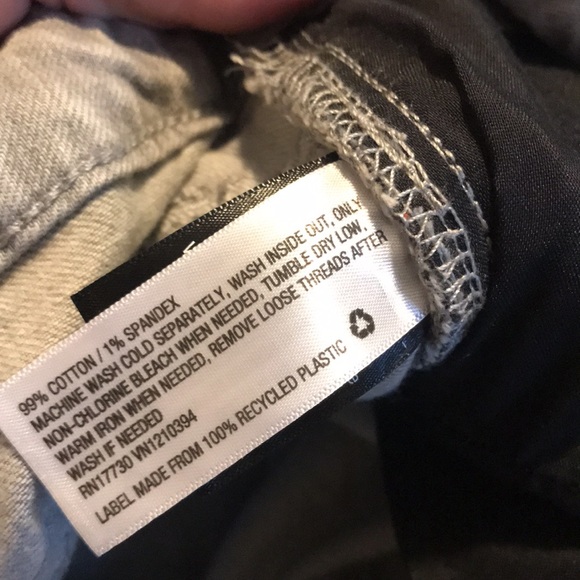 99% COTTON / 1% SPANDEX
MACHINE WASH COLD SEPARATELY, WASH INSIDE OUT, ONLY
NON-CHLORINE BLEACH WHEN NEEDED, TUMBLE DRY LOW,
WARM IRON WHEN NEEDED, REMOVE LOOSE THREADS AFTER
WASH IF NEEDED
RN17730 VN1210394
LABEL MADE FROM 100% RECYCLED PLASTIC